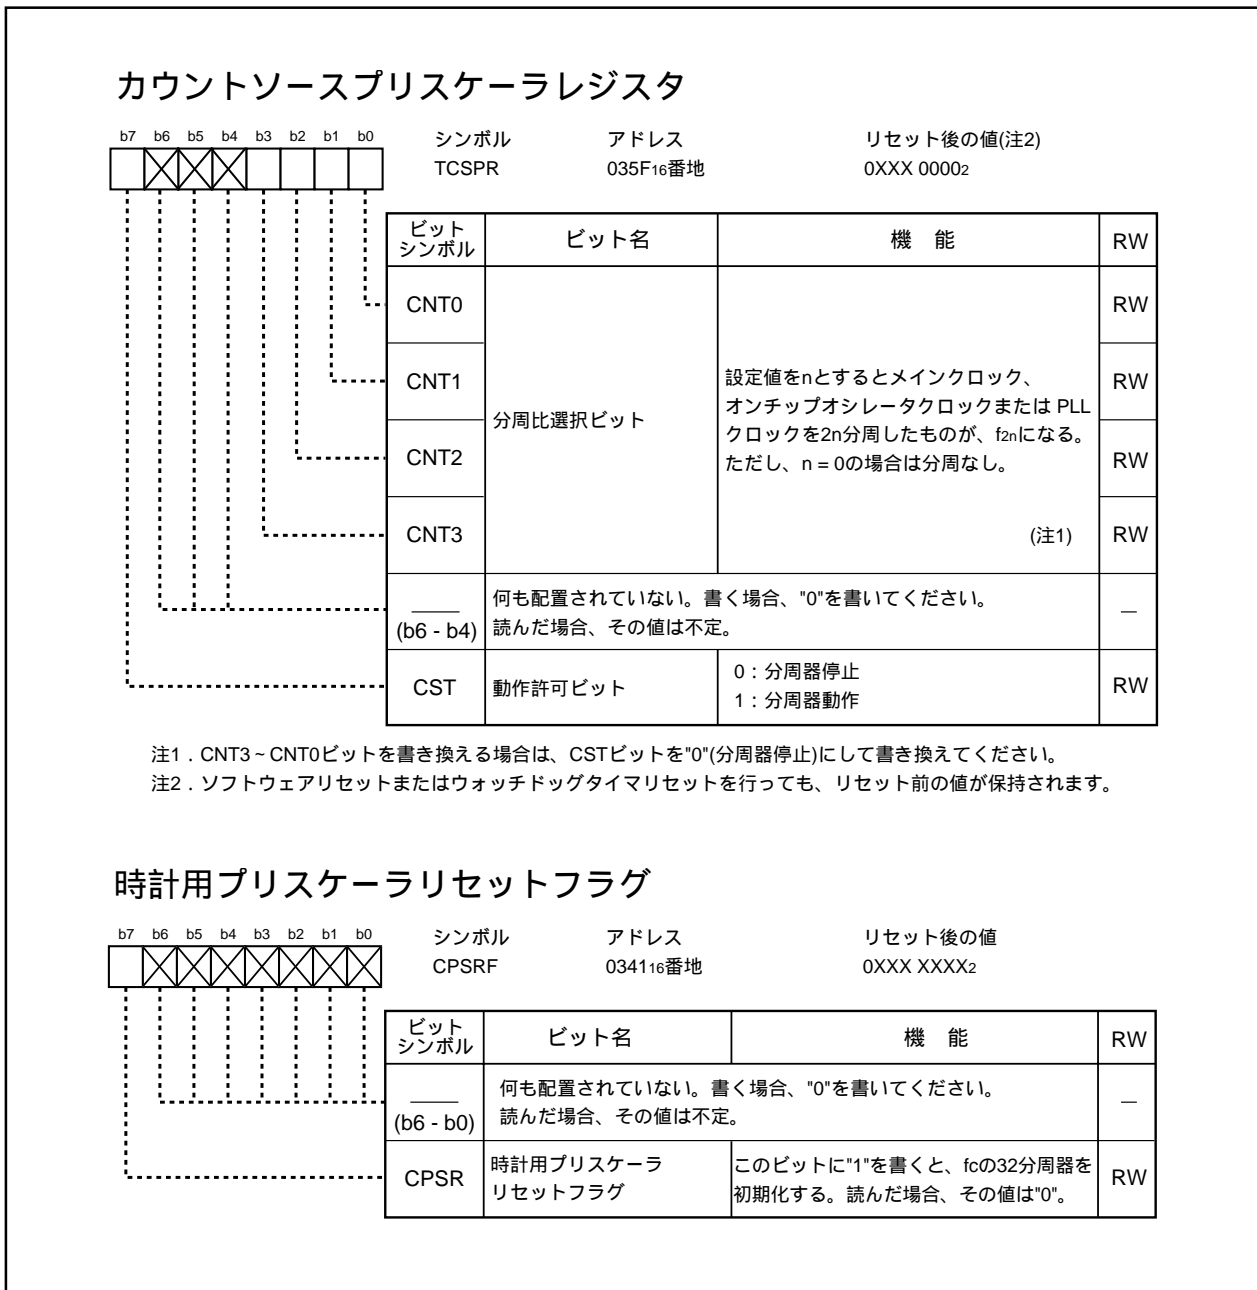 カウントソースプリスケーラレジスタ
b7 b6 b5 b4 b3 b2 b1 b0
シンボル アドレス リセット後の値(注2)
TCSPR 035F16番地 0XXX 00002
ビット
シンボル ビット名 機 能 RW
CNT0 RW
CNT1 RW
CNT2 RW
CNT3 RW
分周比選択ビット
設定値をnとするとメインクロック、
オンチップオシレータクロックまたは PLL
クロックを2n分周したものが、f2nになる。
ただし、n = 0の場合は分周なし。
(注1)
(b6 - b4)
何も配置されていない。書く場合、"0"を書いてください。
読んだ場合、その値は不定。
—
CST 動作許可ビット
0：分周器停止
1：分周器動作
RW
注1．CNT3～CNT0ビットを書き換える場合は、CSTビットを"0"(分周器停止)にして書き換えてください。
注2．ソフトウェアリセットまたはウォッチドッグタイマリセットを行っても、リセット前の値が保持されます。
時計用プリスケーラリセットフラグ
b7 b6 b5 b4 b3 b2 b1 b0
シンボル アドレス リセット後の値
CPSRF 034116番地 0XXX XXXX2
ビット
シンボル ビット名 機 能 RW
(b6 - b0)
何も配置されていない。書く場合、"0"を書いてください。
読んだ場合、その値は不定。
—
CPSR
時計用プリスケーラ
リセットフラグ
このビットに"1"を書くと、fcの32分周器を
初期化する。読んだ場合、その値は"0"。
RW